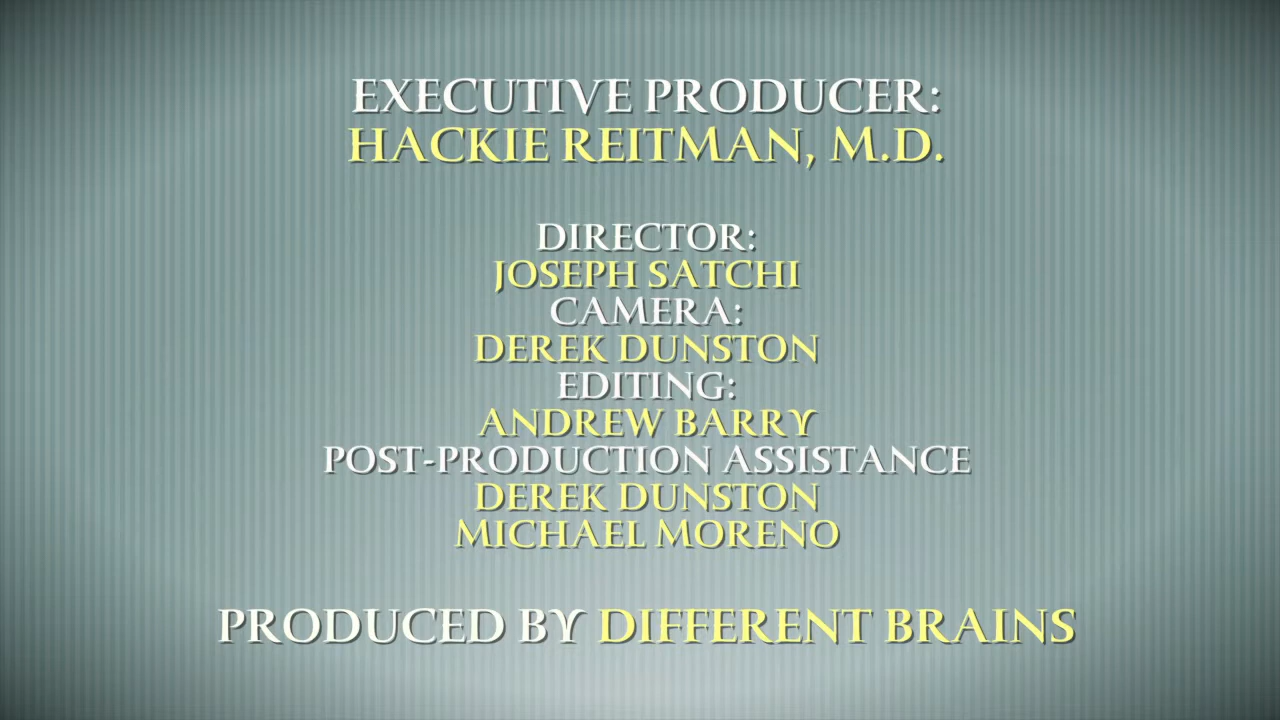 EXECUTIVE PRODUCER:
HACKIE REITMAN, M.D.
DIRECTOR:
JOSEPH SATCHI
CAMERA:
DEREK DUNSTON
EDITING:
ANDREW BARRY
POST-PRODUCTION ASSISTANCE
DEREK DUNSTON
MICHAEL MORENO
PRODUCED BY DIFFERENT BRAINS